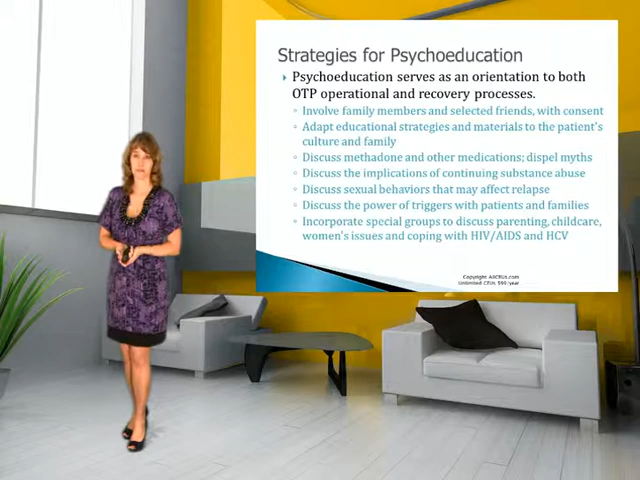 Strategies for Psychoeducation
Psychoeducation serves as an orientation to both
OTP operational and recovery processes.
Involve family members and selected friends, with consent
Adapt educational strategies and materials to the patient's
culture and family
Discuss methadone and other medications; dispel myths
Discuss the implications of continuing substance abuse
Discuss sexual behaviors that may affect relapse
Discuss the power of triggers with patients and families
Incorporate special groups to discuss parenting, childcare,
women's issues and coping with HIV/AIDS and HCV
Copyright AllCEUs.com
Unlimited CEUs $99/year